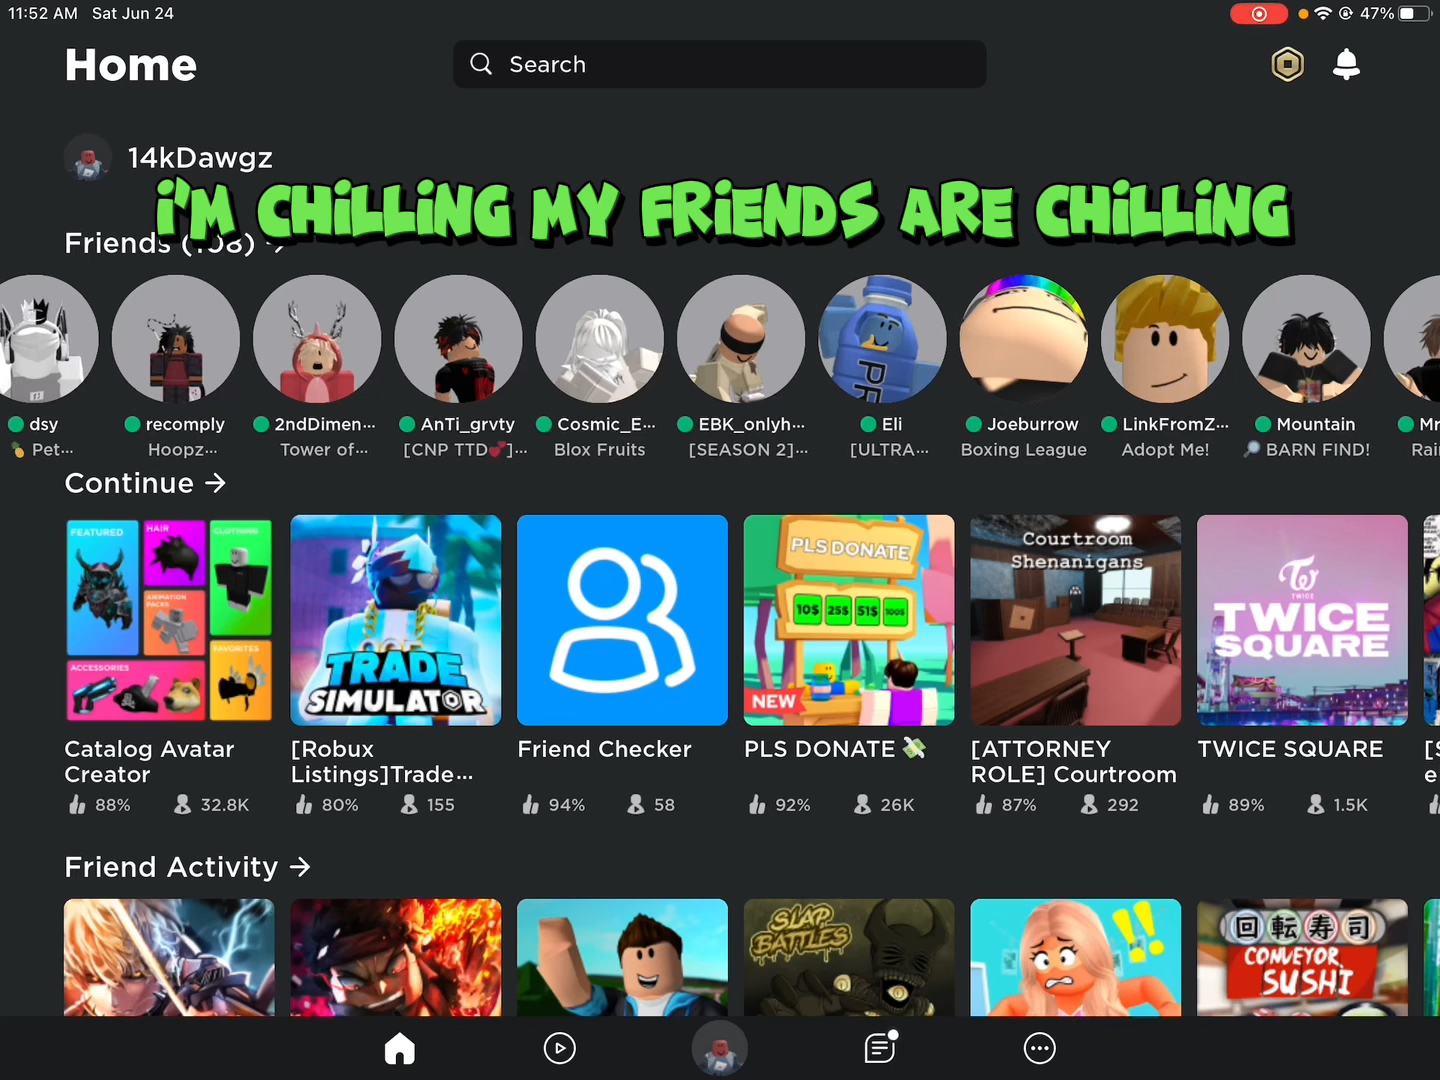 11:52 AM Sat Jun 24
47%
Home
Search
14kDawgz
i'M CHiLLiNG MY FRiENDS ARE CHiLLiNG
Friends (108) →
dsy
recomply
2ndDimen...
AnTi_grvty
Cosmic_E...
EBK_onlyh...
Eli
Joeburrow
LinkFromZ...
Mountain
🍍 Pet...
Hoopz...
Tower of...
[CNP TTD💕]...
Blox Fruits
[SEASON 2]...
[ULTRA...
Boxing League
Adopt Me!
🔎 BARN FIND!
Continue →
FEATURED
HAIR
CLOTHING
ANIMATION PACKS
ACCESSORIES
FAVORITES
TRADE
SIMULATOR
PLS DONATE
10$ 25$ 51$ 100$
NEW
Courtroom
Shenanigans
TWICE
TWICE
SQUARE
Catalog Avatar
Creator
[Robux
Listings]Trade...
Friend Checker
PLS DONATE 💸
[ATTORNEY
ROLE] Courtroom
TWICE SQUARE
88% 32.8K
80% 155
94% 58
92% 26K
87% 292
89% 1.5K
Friend Activity →
SLAP
BATTLES
回転寿司
CONVEYOR
SUSHI